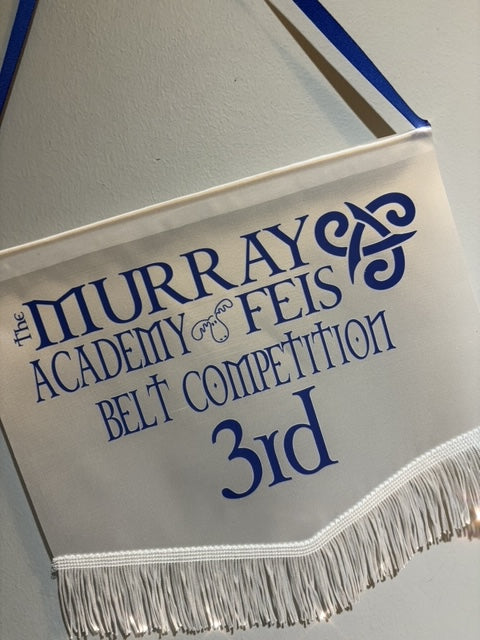 The MURRAY
ACADEMY FEIS
BELT COMPETITION
3rd